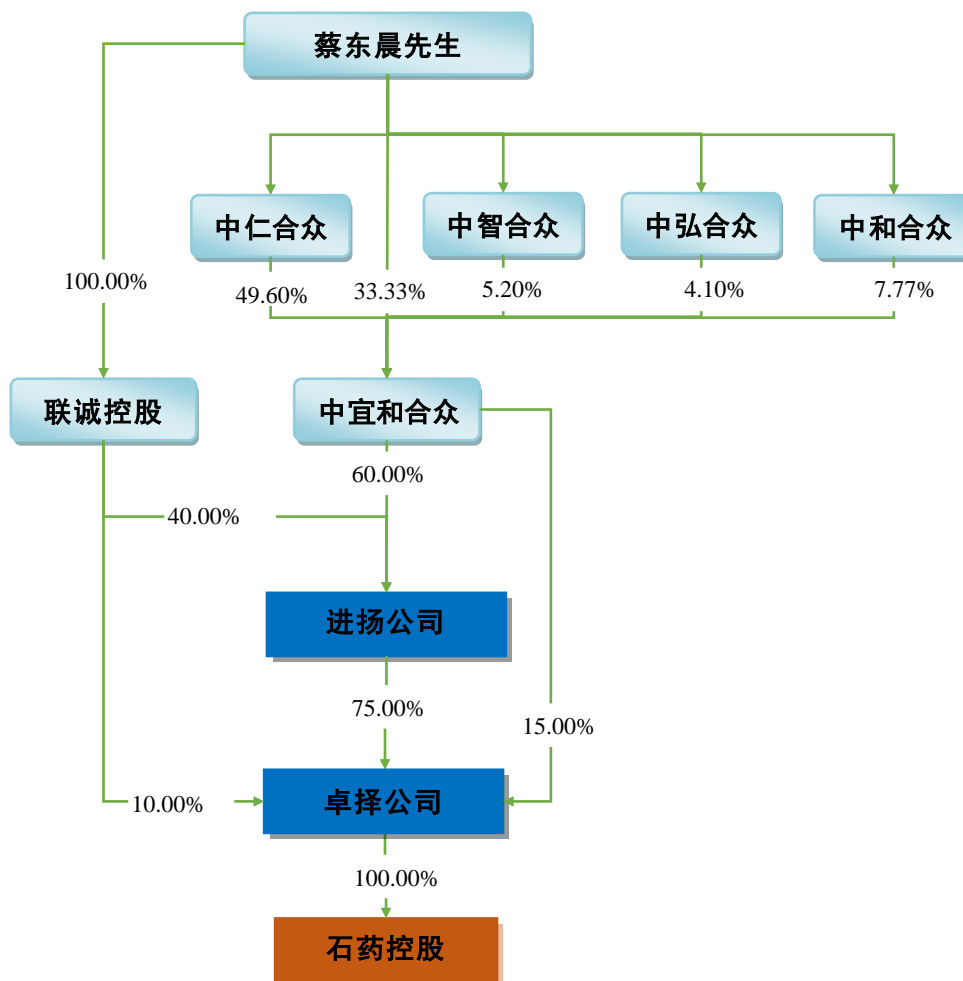 蔡东晨先生
中仁合众
中智合众
中弘合众
中和合众
100.00%
49.60%
33.33%
5.20%
4.10%
7.77%
联诚控股
中宜和合众
60.00%
40.00%
进扬公司
75.00%
15.00%
10.00%
卓择公司
100.00%
石药控股